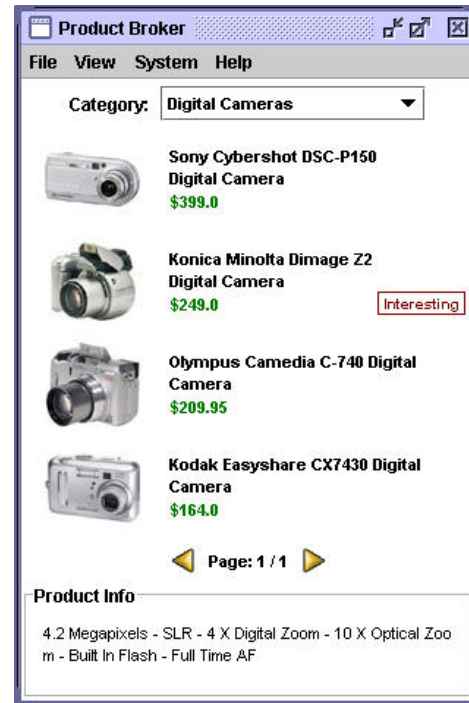 Product Broker
File View System Help
Category: Digital Cameras
Sony Cybershot DSC-P150
Digital Camera
$399.0
Konica Minolta Dimage Z2
Digital Camera
$249.0
Interesting
Olympus Camedia C-740 Digital
Camera
$209.95
Kodak Easyshare CX7430 Digital
Camera
$164.0
Page: 1 / 1
Product Info
4.2 Megapixels - SLR - 4 X Digital Zoom - 10 X Optical Zoo
m - Built In Flash - Full Time AF